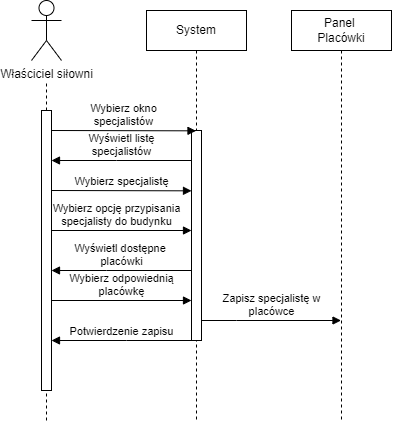 System
Panel
Placówki
Właściciel siłowni
Wybierz okno
specjalistów
Wyświetl listę
specjalistów
Wybierz specjalistę
Wybierz opcję przypisania
specjalisty do budynku
Wyświetl dostępne
placówki
Wybierz odpowiednią
placówkę
Zapisz specjalistę w
placówce
Potwierdzenie zapisu